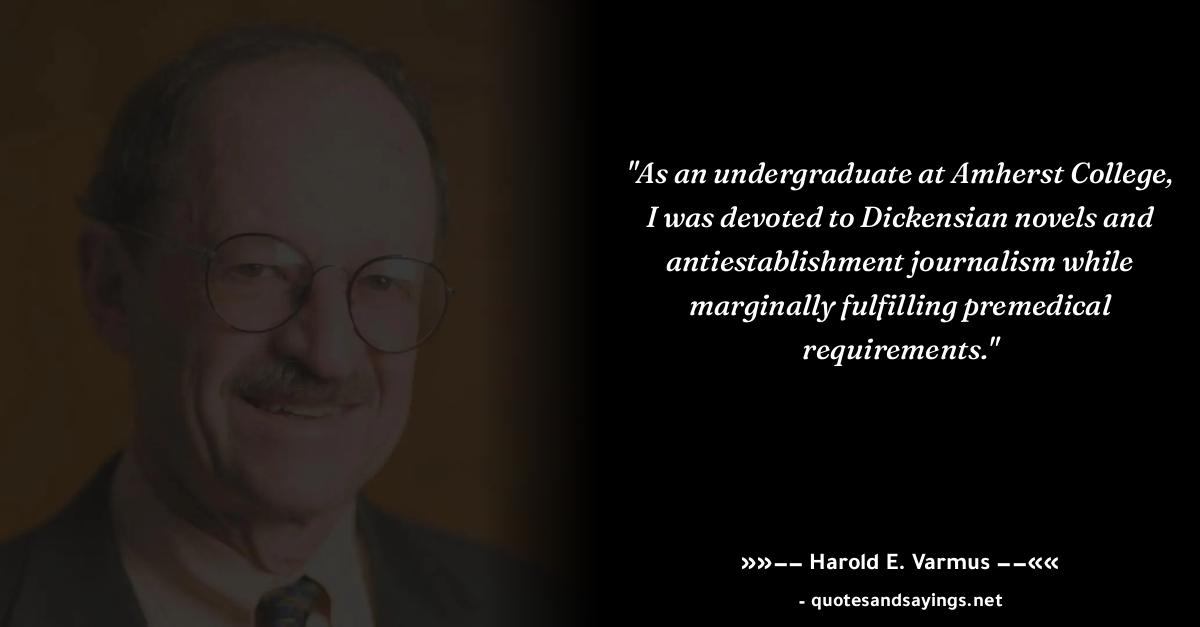 "As an undergraduate at Amherst College,
I was devoted to Dickensian novels and
antiestablishment journalism while
marginally fulfilling premedical
requirements."
»»−− Harold E. Varmus −−««
- quotesandsayings.net